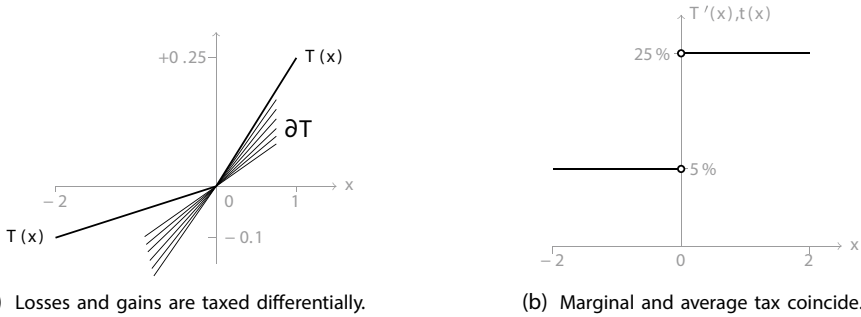 T ′(x),t(x)
+0 .25
T (x)
25 %
∂T
5 %
x
− 2
0
1
T (x)
− 0.1
x
− 2
0
2
) Losses and gains are taxed differentially.
(b) Marginal and average tax coincide.